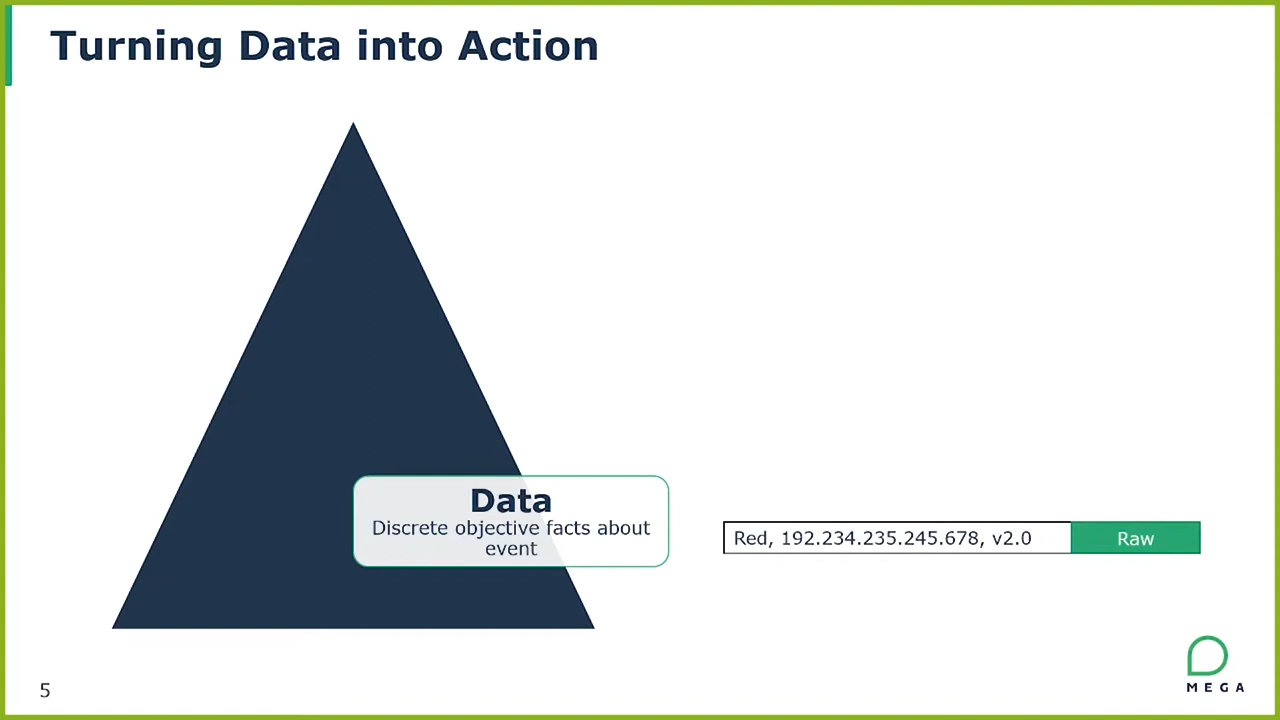 Turning Data into Action
Data
Discrete objective facts about
event
Red, 192.234.235.245.678, v2.0
Raw
5
MEGA